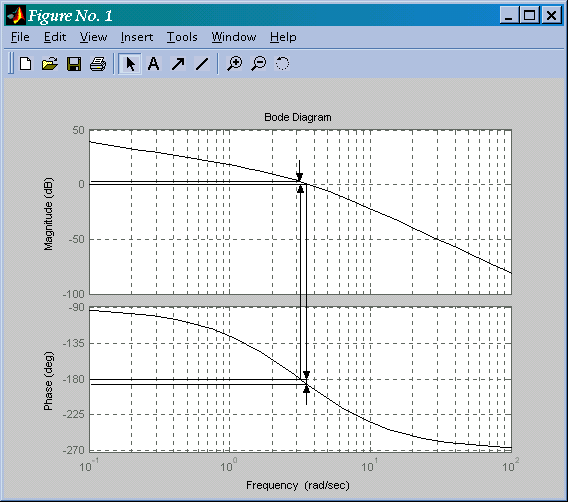 Figure No. 1
File Edit View Insert Tools Window Help
A
Bode Diagram
50
0
-50
-100
Magnitude (dB)
-90
-135
-180
-225
-270
Phase (deg)
10^-1 10^0 10^1 10^2
Frequency (rad/sec)